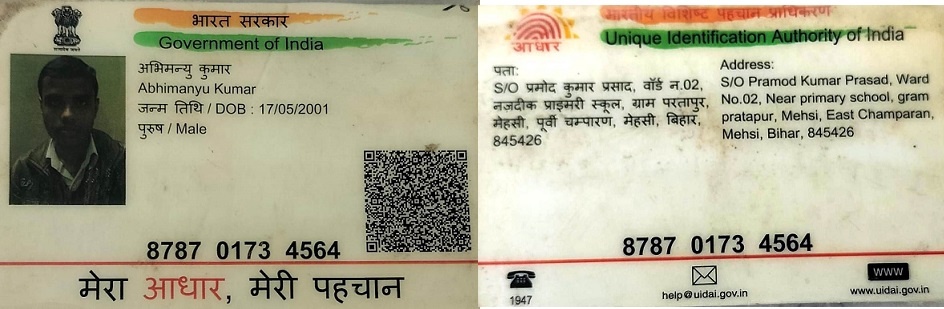 भारत सरकार
Government of India
अभिमन्यु कुमार
Abhimanyu Kumar
जन्म तिथि / DOB : 17/05/2001
पुरुष / Male
8787 0173 4564
मेरा आधार, मेरी पहचान
भारतीय विशिष्ट पहचान प्राधिकरण
आधार
Unique Identification Authority of India
पता:
S/O प्रमोद कुमार प्रसाद, वॉर्ड न.02,
नजदीक प्राइमरी स्कूल, ग्राम परतापुर,
मेहसी, पूर्वी चम्पारण, मेहसी, बिहार,
845426
Address:
S/O Pramod Kumar Prasad, Ward
No.02, Near primary school, gram
pratapur, Mehsi, East Champaran,
Mehsi, Bihar, 845426
8787 0173 4564
1947
help@uidai.gov.in
www
www.uidai.gov.in